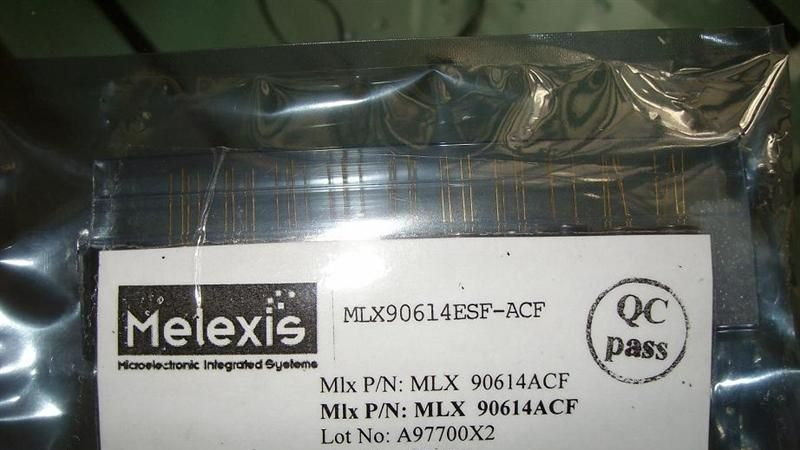 Melexis
Microelectronic Integrated Systems
MLX90614ESF-ACF
QC
pass
Mlx P/N: MLX 90614ACF
Mlx P/N: MLX 90614ACF
Lot No: A97700X2